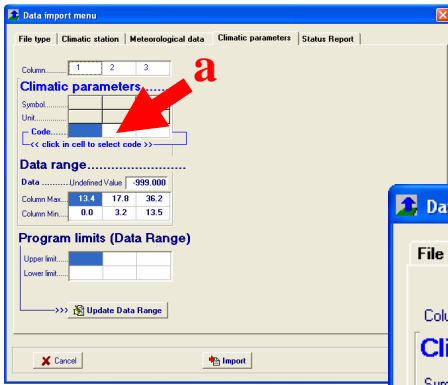 Data import menu
File type Climatic station Meteorological data Climatic parameters Status Report
a
Column........ 1 2 3
Climatic parameters......
Symbol....
Unit........
Code......
<< click in cell to select code >>
Data range......................
Data ........Undefined Value -999.000
Column Max... 13.4 17.8 36.2
Column Min.... 0.0 3.2 13.5
Program limits (Data Range)
Upper limit.....
Lower limit.....
>>> Update Data Range
Cancel Import
Da
File
Colu
Cli